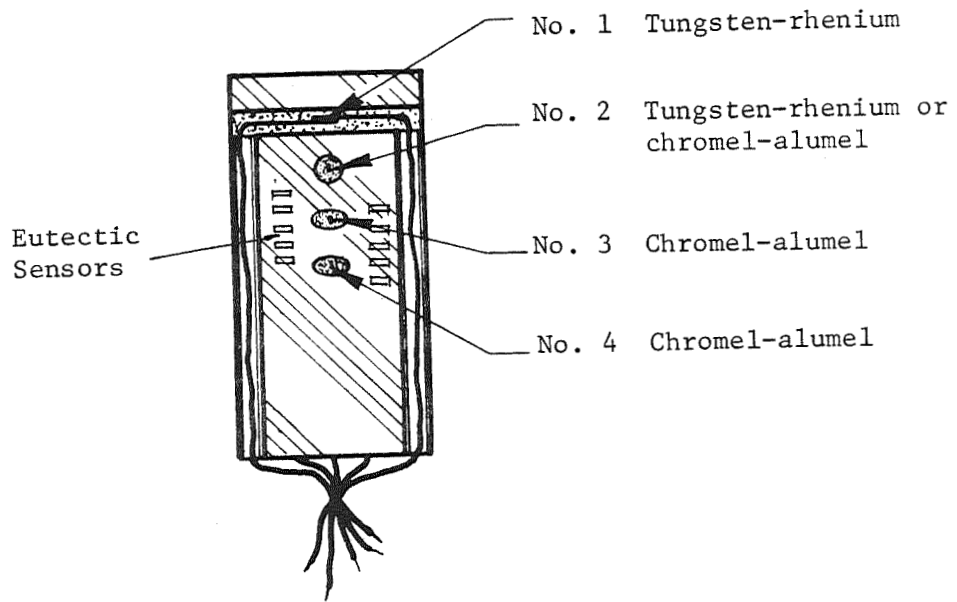 No. 1 Tungsten-rhenium
No. 2 Tungsten-rhenium or
chromel-alumel
Eutectic
Sensors
No. 3 Chromel-alumel
No. 4 Chromel-alumel